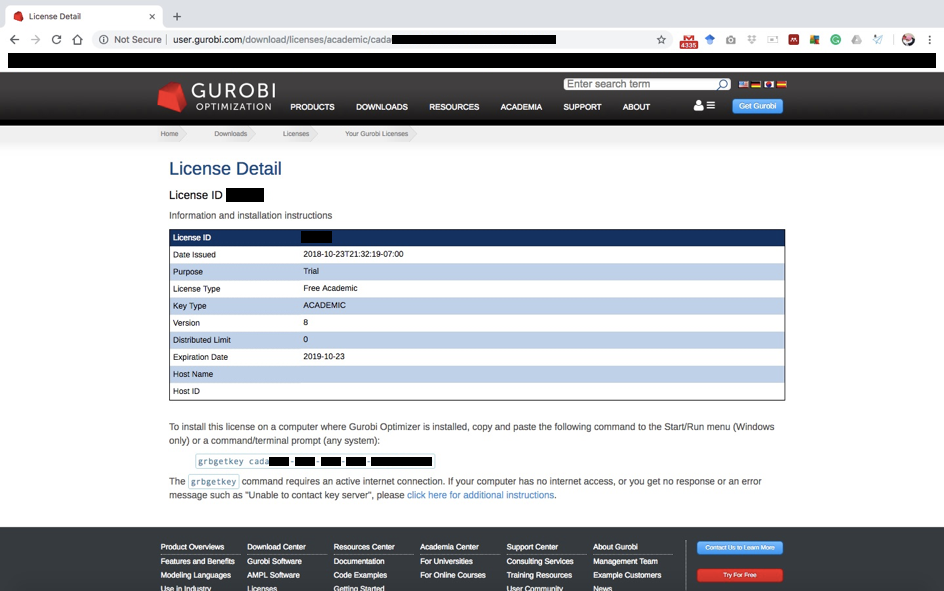 License Detail
Not Secure | user.gurobi.com/download/licenses/academic/cada
4335
GUROBI
OPTIMIZATION
Enter search term
PRODUCTS DOWNLOADS RESOURCES ACADEMIA SUPPORT ABOUT
Get Gurobi
Home Downloads Licenses Your Gurobi Licenses
License Detail
License ID
Information and installation instructions
License ID
Date Issued 2018-10-23T21:32:19-07:00
Purpose Trial
License Type Free Academic
Key Type ACADEMIC
Version 8
Distributed Limit 0
Expiration Date 2019-10-23
Host Name
Host ID
To install this license on a computer where Gurobi Optimizer is installed, copy and paste the following command to the Start/Run menu (Windows
only) or a command/terminal prompt (any system):
grbgetkey cada - - - -
The grbgetkey command requires an active internet connection. If your computer has no internet access, or you get no response or an error
message such as "Unable to contact key server", please click here for additional instructions.
Product Overviews Download Center Resources Center Academia Center Support Center About Gurobi
Contact Us to Learn More
Features and Benefits Gurobi Software Documentation For Universities Consulting Services Management Team
Modeling Languages AMPL Software Code Examples For Online Courses Training Resources Example Customers
Try For Free
Use in Industry Licenses Getting Started User Community News